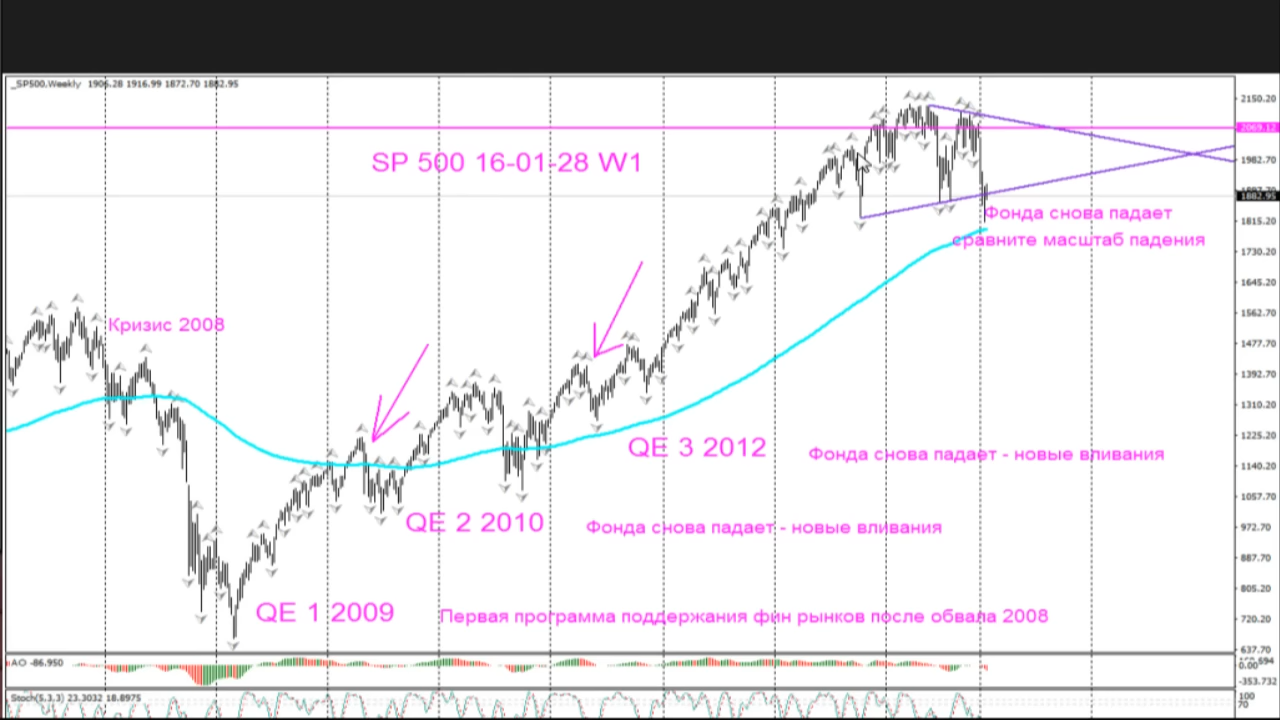 _SP500,Weekly 1906.28 1916.99 1872.70 1882.95
2150.20
2069.12
SP 500 16-01-28 W1
1982.70
1882.95
Фонда снова падает
1815.20
сравните масштаб падения
1730.20
1645.20
1562.70
Кризис 2008
1477.70
1392.70
1310.20
1225.20
QE 3 2012
Фонда снова падает - новые вливания
1140.20
1057.70
QE 2 2010
Фонда снова падает - новые вливания
972.70
887.70
805.20
QE 1 2009
Первая программа поддержания фин рынков после обвала 2008
720.20
637.70
AO -86.950
0.00
-353.732
Stoch(5,3,3) 23.3032 18.8975
100
70